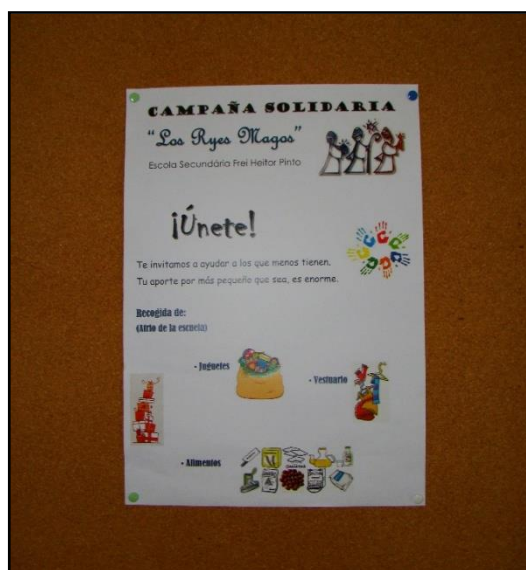 CAMPAÑA SOLIDARIA
"Los Ryes Magos"
Escola Secundária Frei Heitor Pinto
¡Únete!
Te invitamos a ayudar a los que menos tienen.
Tu aporte por más pequeño que sea, es enorme.
Recogida de:
(Atrio de la escuela)
- Juguetes
- Vestuario
- Alimentos